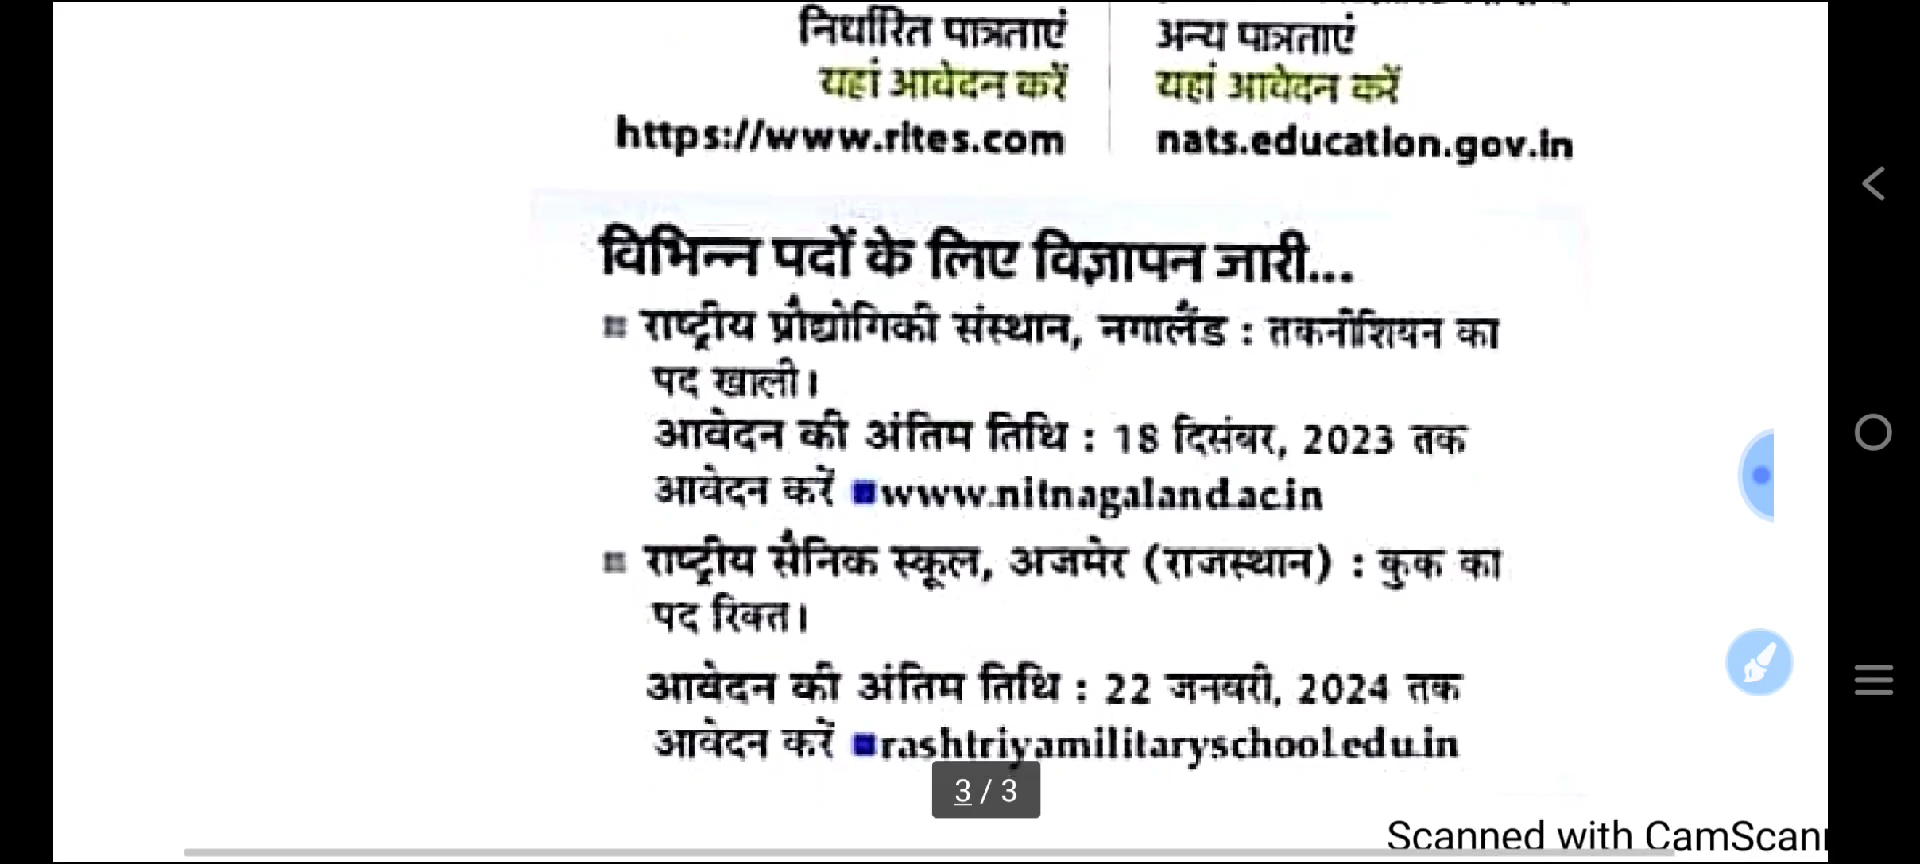 निर्धारित पात्रताएं
यहां आवेदन करें
https://www.rites.com
अन्य पात्रताएं
यहां आवेदन करें
nats.education.gov.in
विभिन्न पदों के लिए विज्ञापन जारी...
राष्ट्रीय प्रौद्योगिकी संस्थान, नगालैंड : तकनीशियन का
पद खाली।
आवेदन की अंतिम तिथि : 18 दिसंबर, 2023 तक
आवेदन करें ■www.nitnagaland.ac.in
राष्ट्रीय सैनिक स्कूल, अजमेर (राजस्थान) : कुक का
पद रिक्त।
आवेदन की अंतिम तिथि : 22 जनवरी, 2024 तक
आवेदन करें ■rashtriyamilitaryschool.edu.in
3 / 3
Scanned with CamScan